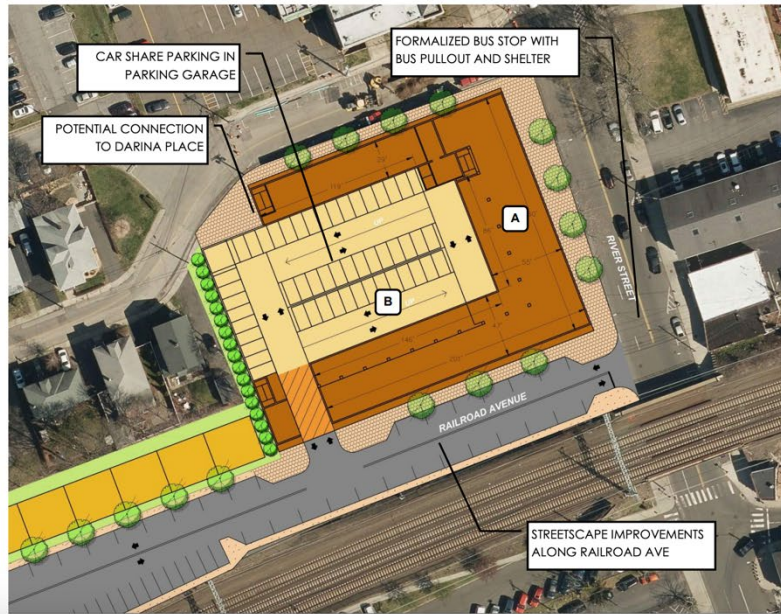 CAR SHARE PARKING IN
PARKING GARAGE
FORMALIZED BUS STOP WITH
BUS PULLOUT AND SHELTER
POTENTIAL CONNECTION
TO DARINA PLACE
A
B
RIVER STREET
RAILROAD AVENUE
STREETSCAPE IMPROVEMENTS
ALONG RAILROAD AVE